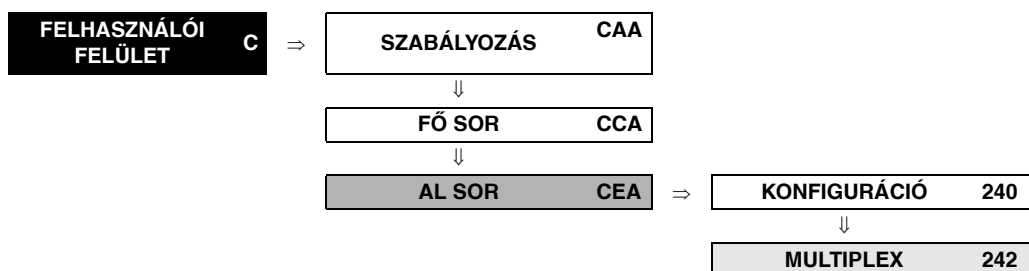 FELHASZNÁLÓI
FELÜLET C ⇒ SZABÁLYOZÁS CAA
⇓
FŐ SOR CCA
⇓
AL SOR CEA ⇒ KONFIGURÁCIÓ 240
⇓
MULTIPLEX 242